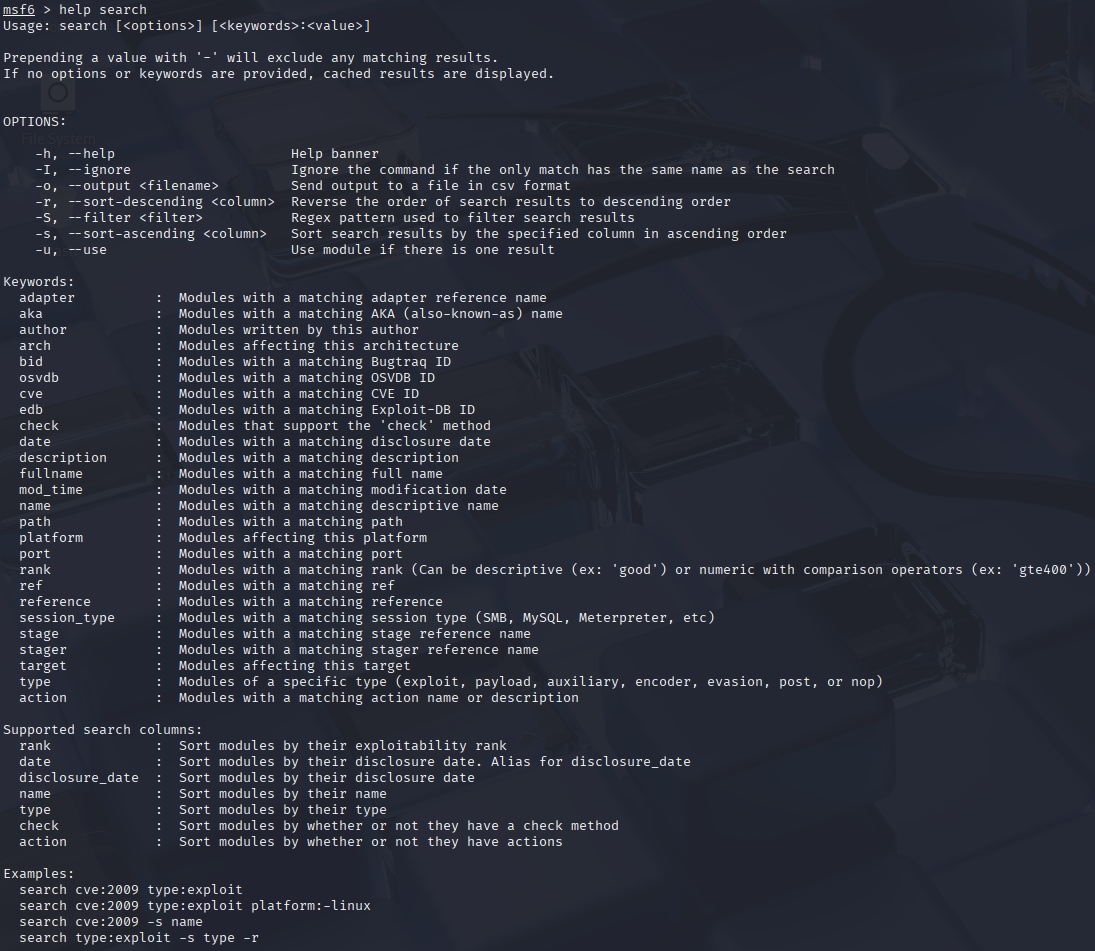 msf6 > help search
Usage: search [<options>] [<keywords>:<value>]

Prepending a value with '-' will exclude any matching results.
If no options or keywords are provided, cached results are displayed.


OPTIONS:
File System
    -h, --help                      Help banner
    -I, --ignore                    Ignore the command if the only match has the same name as the search
    -o, --output <filename>         Send output to a file in csv format
    -r, --sort-descending <column>  Reverse the order of search results to descending order
    -S, --filter <filter>           Regex pattern used to filter search results
    -s, --sort-ascending <column>   Sort search results by the specified column in ascending order
    -u, --use                       Use module if there is one result

Keywords:
  adapter          :  Modules with a matching adapter reference name
  aka              :  Modules with a matching AKA (also-known-as) name
  author           :  Modules written by this author
  arch             :  Modules affecting this architecture
  bid              :  Modules with a matching Bugtraq ID
  osvdb            :  Modules with a matching OSVDB ID
  cve              :  Modules with a matching CVE ID
  edb              :  Modules with a matching Exploit-DB ID
  check            :  Modules that support the 'check' method
  date             :  Modules with a matching disclosure date
  description      :  Modules with a matching description
  fullname         :  Modules with a matching full name
  mod_time         :  Modules with a matching modification date
  name             :  Modules with a matching descriptive name
  path             :  Modules with a matching path
  platform         :  Modules affecting this platform
  port             :  Modules with a matching port
  rank             :  Modules with a matching rank (Can be descriptive (ex: 'good') or numeric with comparison operators (ex: 'gte400'))
  ref              :  Modules with a matching ref
  reference        :  Modules with a matching reference
  session_type     :  Modules with a matching session type (SMB, MySQL, Meterpreter, etc)
  stage            :  Modules with a matching stage reference name
  stager           :  Modules with a matching stager reference name
  target           :  Modules affecting this target
  type             :  Modules of a specific type (exploit, payload, auxiliary, encoder, evasion, post, or nop)
  action           :  Modules with a matching action name or description

Supported search columns:
  rank             :  Sort modules by their exploitability rank
  date             :  Sort modules by their disclosure date. Alias for disclosure_date
  disclosure_date  :  Sort modules by their disclosure date
  name             :  Sort modules by their name
  type             :  Sort modules by their type
  check            :  Sort modules by whether or not they have a check method
  action           :  Sort modules by whether or not they have actions

Examples:
  search cve:2009 type:exploit
  search cve:2009 type:exploit platform:-linux
  search cve:2009 -s name
  search type:exploit -s type -r